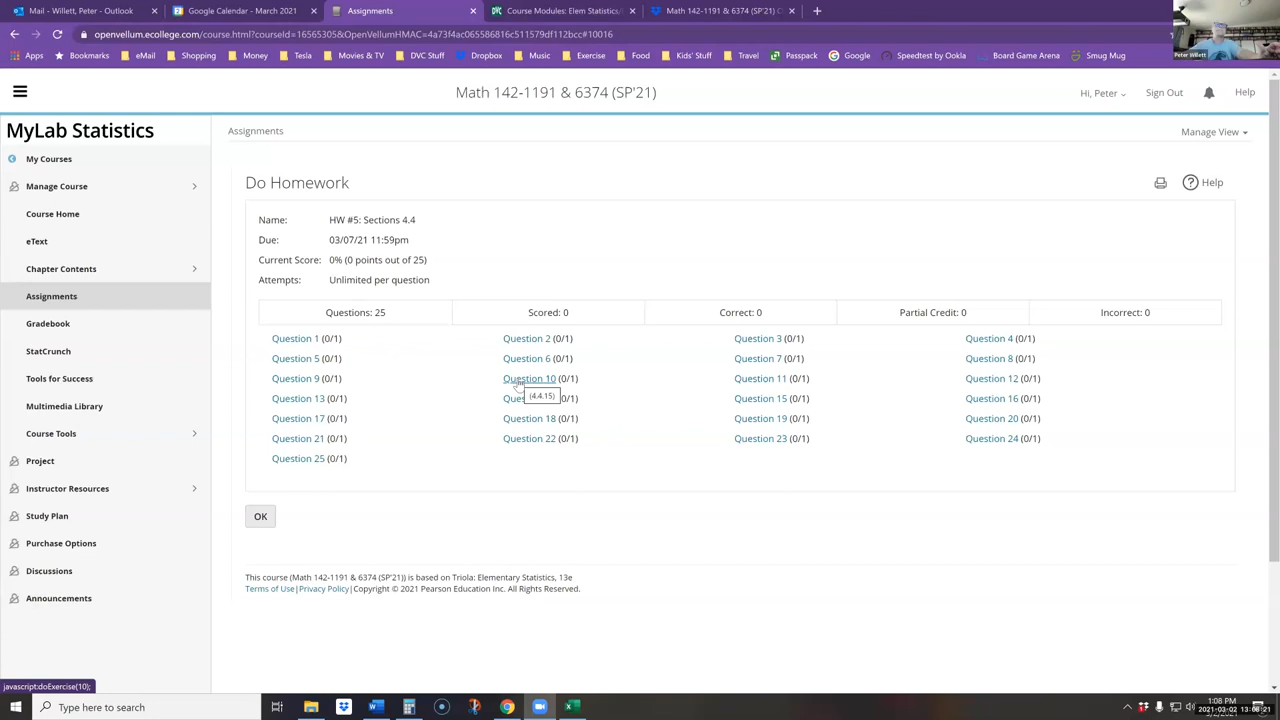 Mail - Willett, Peter - Outlook
Google Calendar - March 2021
Assignments
Course Modules: Elem Statistics/
Math 142-1191 & 6374 (SP'21) C
openvellum.ecollege.com/course.html?courseId=16565305&OpenVellumHMAC=4a73f4ac065586816c511579df112bcc#10016
Apps
Bookmarks
eMail
Shopping
Money
Tesla
Movies & TV
DVC Stuff
Dropbox
Music
Exercise
Food
Kids' Stuff
Travel
Passpack
Google
Speedtest by Ookla
Board Game Arena
Smug Mug
Peter Willett
Math 142-1191 & 6374 (SP'21)
Hi, Peter
Sign Out
Help
MyLab Statistics
My Courses
Manage Course
Course Home
eText
Chapter Contents
Assignments
Gradebook
StatCrunch
Tools for Success
Multimedia Library
Course Tools
Project
Instructor Resources
Study Plan
Purchase Options
Discussions
Announcements
Assignments
Manage View
Do Homework
Help
Name: HW #5: Sections 4.4
Due: 03/07/21 11:59pm
Current Score: 0% (0 points out of 25)
Attempts: Unlimited per question
Questions: 25 Scored: 0 Correct: 0 Partial Credit: 0 Incorrect: 0
Question 1 (0/1) Question 2 (0/1) Question 3 (0/1) Question 4 (0/1)
Question 5 (0/1) Question 6 (0/1) Question 7 (0/1) Question 8 (0/1)
Question 9 (0/1) Question 10 (0/1) Question 11 (0/1) Question 12 (0/1)
(4.4.15)
Question 13 (0/1) (0/1) Question 15 (0/1) Question 16 (0/1)
Question 17 (0/1) Question 18 (0/1) Question 19 (0/1) Question 20 (0/1)
Question 21 (0/1) Question 22 (0/1) Question 23 (0/1) Question 24 (0/1)
Question 25 (0/1)
OK
This course (Math 142-1191 & 6374 (SP'21)) is based on Triola: Elementary Statistics, 13e
Terms of Use|Privacy Policy|Copyright © 2021 Pearson Education Inc. All Rights Reserved.
javascript:doExercise(10);
Type here to search
1:08 PM
2021-03-02 13:08:21